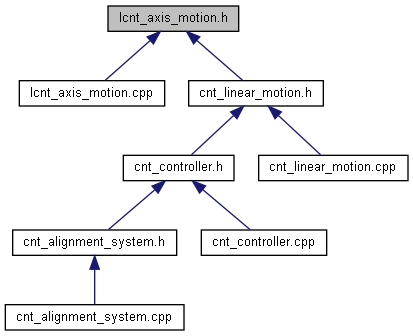 lcnt_axis_motion.h
lcnt_axis_motion.cpp
cnt_linear_motion.h
cnt_controller.h
cnt_linear_motion.cpp
cnt_alignment_system.h
cnt_controller.cpp
cnt_alignment_system.cpp